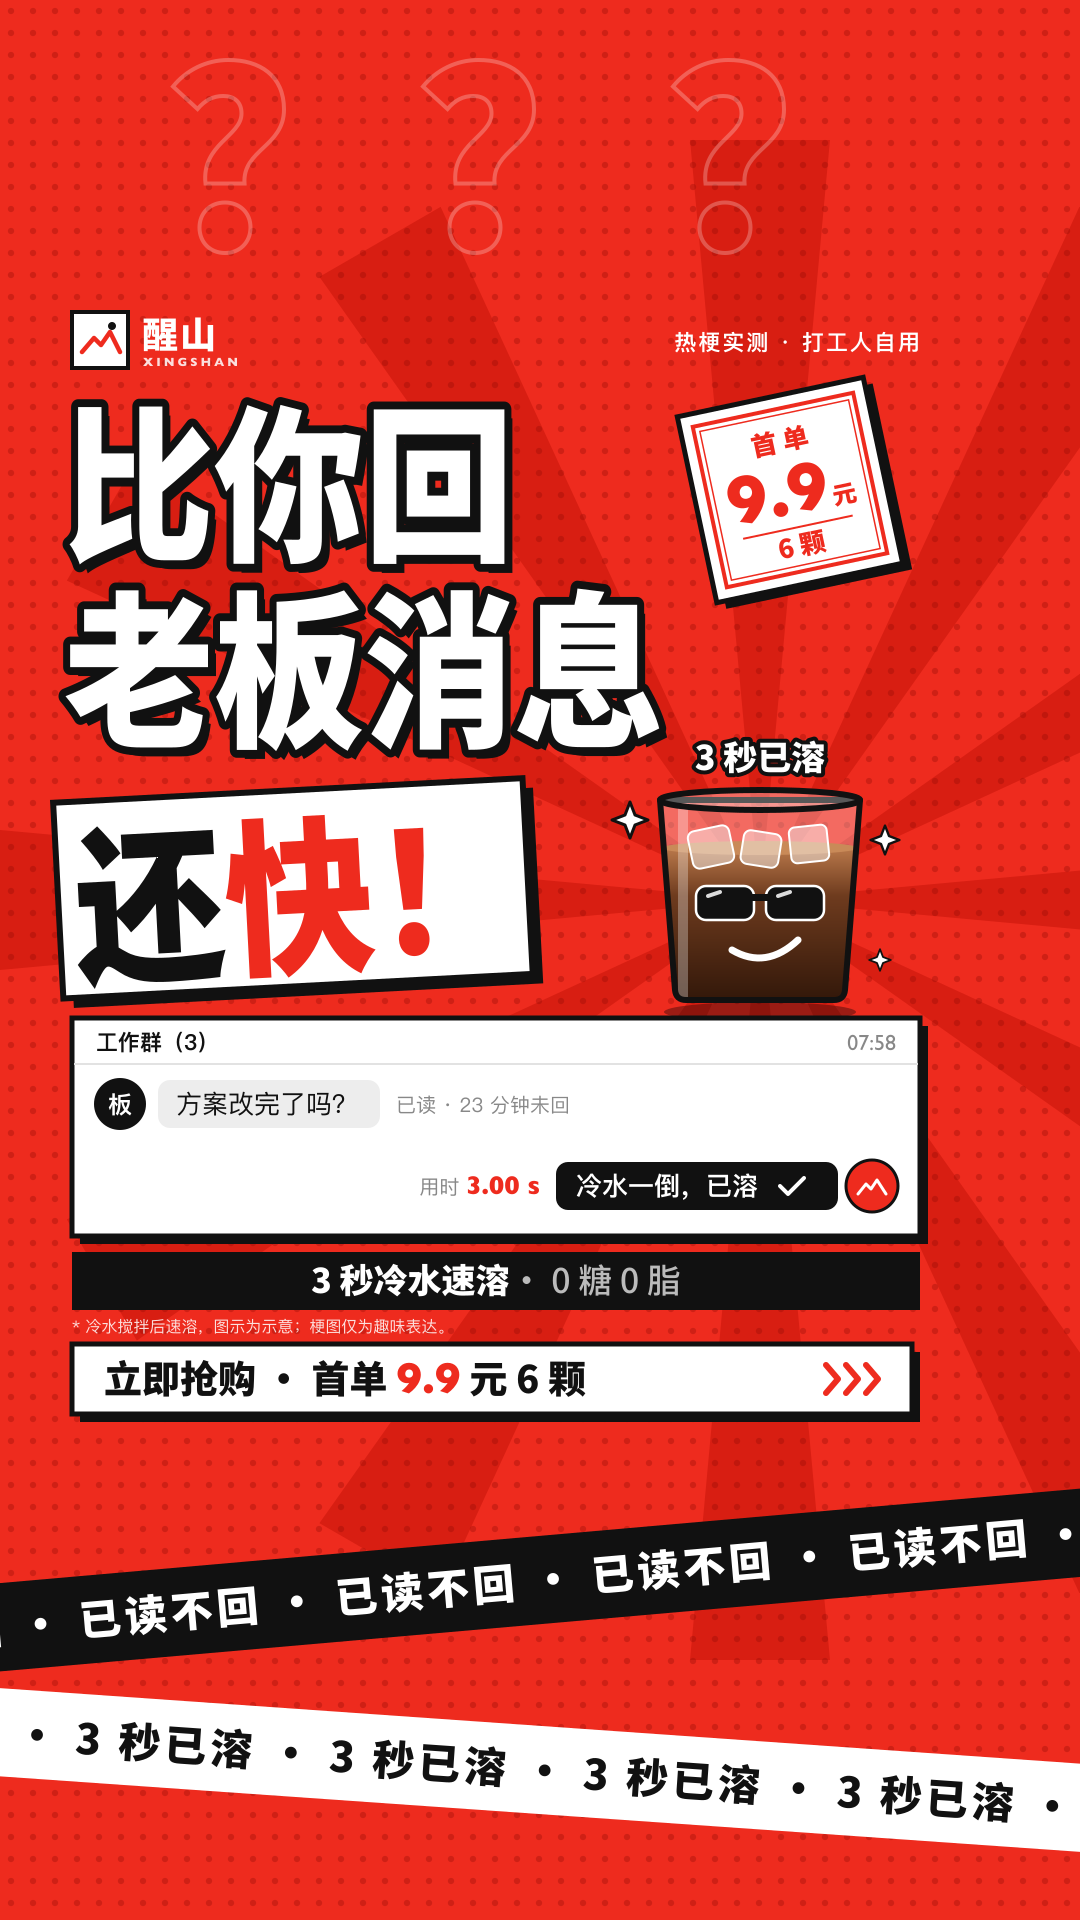 ? ? ?
醒山
XINGSHAN
热梗实测 · 打工人自用
比你回
老板消息
还快!
首单
9.9元
6颗
3 秒已溶
工作群（3）
07:58
板
方案改完了吗？
已读 · 23 分钟未回
用时 3.00 s
冷水一倒，已溶
3 秒冷水速溶 · 0 糖 0 脂
* 冷水搅拌后速溶，图示为示意；梗图仅为趣味表达。
立即抢购 · 首单 9.9 元 6 颗
· 已读不回 · 已读不回 · 已读不回 · 已读不回 ·
· 3 秒已溶 · 3 秒已溶 · 3 秒已溶 · 3 秒已溶 ·